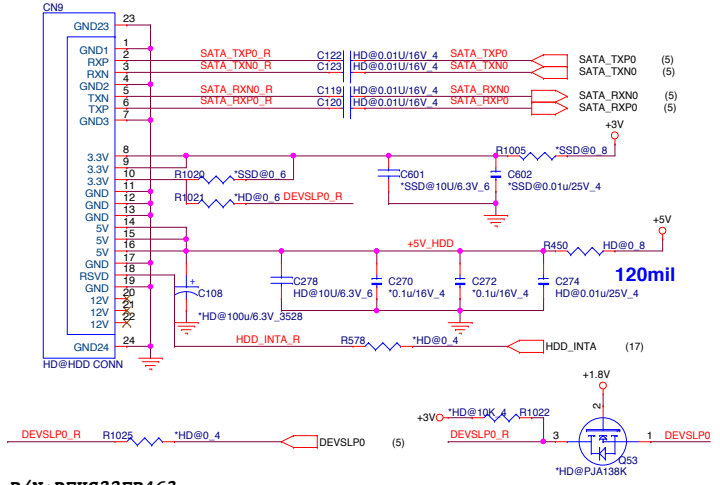 CN9
GND23 23
GND1 1
RXP 2 SATA_TXP0_R C122 HD@0.01U/16V_4 SATA_TXP0 SATA_TXP0 (5)
RXN 3 SATA_TXN0_R C123 HD@0.01U/16V_4 SATA_TXN0 SATA_TXN0 (5)
GND2 4
TXN 5 SATA_RXN0_R C119 HD@0.01U/16V_4 SATA_RXN0 SATA_RXN0 (5)
TXP 6 SATA_RXP0_R C120 HD@0.01U/16V_4 SATA_RXP0 SATA_RXP0 (5)
GND3 7
+3V
3.3V 8 R1005 *SSD@0_8
3.3V 9
3.3V 10 R1020 *SSD@0_6 C601 C602
GND 11 *SSD@10U/6.3V_6 *SSD@0.01u/25V_4
GND 12 R1021 *HD@0_6 DEVSLP0_R
GND 13
5V 14 +5V
5V 15
5V 16 +5V_HDD R450 HD@0_8
GND 17
RSVD 18 120mil
GND 19 C108 C278 C270 C272 C274
12V 20 HD@10U/6.3V_6 *0.1u/16V_4 *0.1u/16V_4 HD@0.01u/25V_4
12V 21
12V 22 *HD@100u/6.3V_3528
GND24 24 HDD_INTA_R R578 *HD@0_4 HDD_INTA (17)
HD@HDD CONN
+1.8V
+3V *HD@10K_4 R1022 2
DEVSLP0_R R1025 *HD@0_4 DEVSLP0 (5) DEVSLP0_R 3 1 DEVSLP0
Q53
*HD@PJA138K